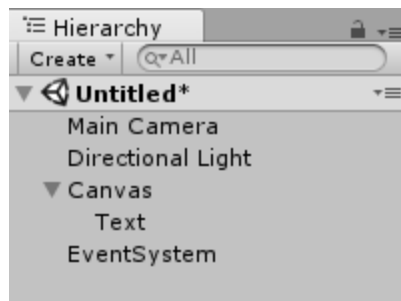 Hierarchy
Create All
Untitled*
Main Camera
Directional Light
Canvas
Text
EventSystem